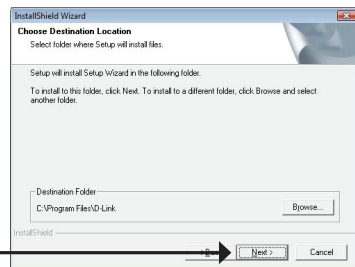 InstallShield Wizard
Choose Destination Location
Select folder where Setup will install files.
Setup will install Setup Wizard in the following folder.
To install to this folder, click Next. To install to a different folder, click Browse and select
another folder.
Destination Folder
C:\Program Files\D-Link
Browse...
InstallShield
Next >
Cancel